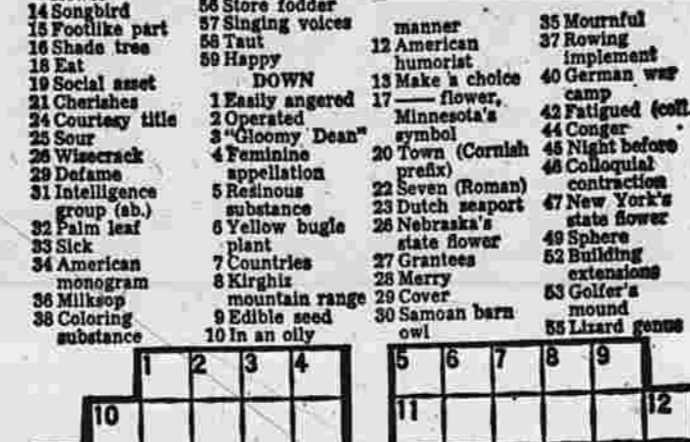 14 Songbird
15 Footlike part
16 Shade tree
18 Eat
19 Social asset
21 Cherishes
24 Courtesy title
25 Sour
26 Wisecrack
29 Defame
31 Intelligence
group (ab.)
32 Palm leaf
33 Sick
34 American
monogram
36 Milksop
38 Coloring
substance
56 Store fodder
57 Singing voices
58 Taut
59 Happy
DOWN
1 Easily angered
2 Operated
3 "Gloomy Dean"
4 Feminine
appellation
5 Resinous
substance
6 Yellow bugle
plant
7 Countries
8 Kirghiz
mountain range
9 Edible seed
10 In an oily
manner
12 American
humorist
13 Make a choice
17 —— flower,
Minnesota's
symbol
20 Town (Cornish
prefix)
22 Seven (Roman)
23 Dutch seaport
26 Nebraska's
state flower
27 Grantees
28 Merry
29 Cover
30 Samoan barn
owl
35 Mournful
37 Rowing
implement
40 German war
camp
42 Fatigued (coll.
44 Conger
45 Night before
46 Colloquial
contraction
47 New York's
state flower
49 Sphere
52 Building
extensions
53 Golfer's
mound
55 Lizard genus
1 2 3 4 5 6 7 8 9
10 11 12